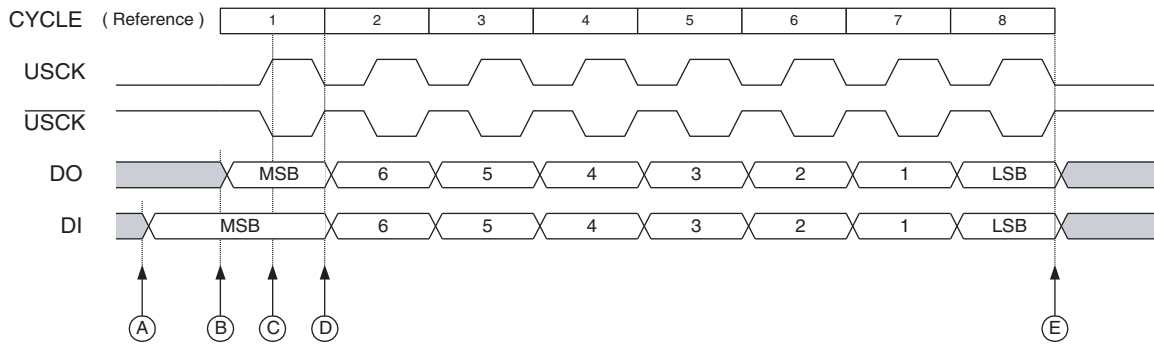 CYCLE ( Reference ) 1 2 3 4 5 6 7 8
USCK
USCK
DO MSB 6 5 4 3 2 1 LSB
DI MSB 6 5 4 3 2 1 LSB
A B C D E